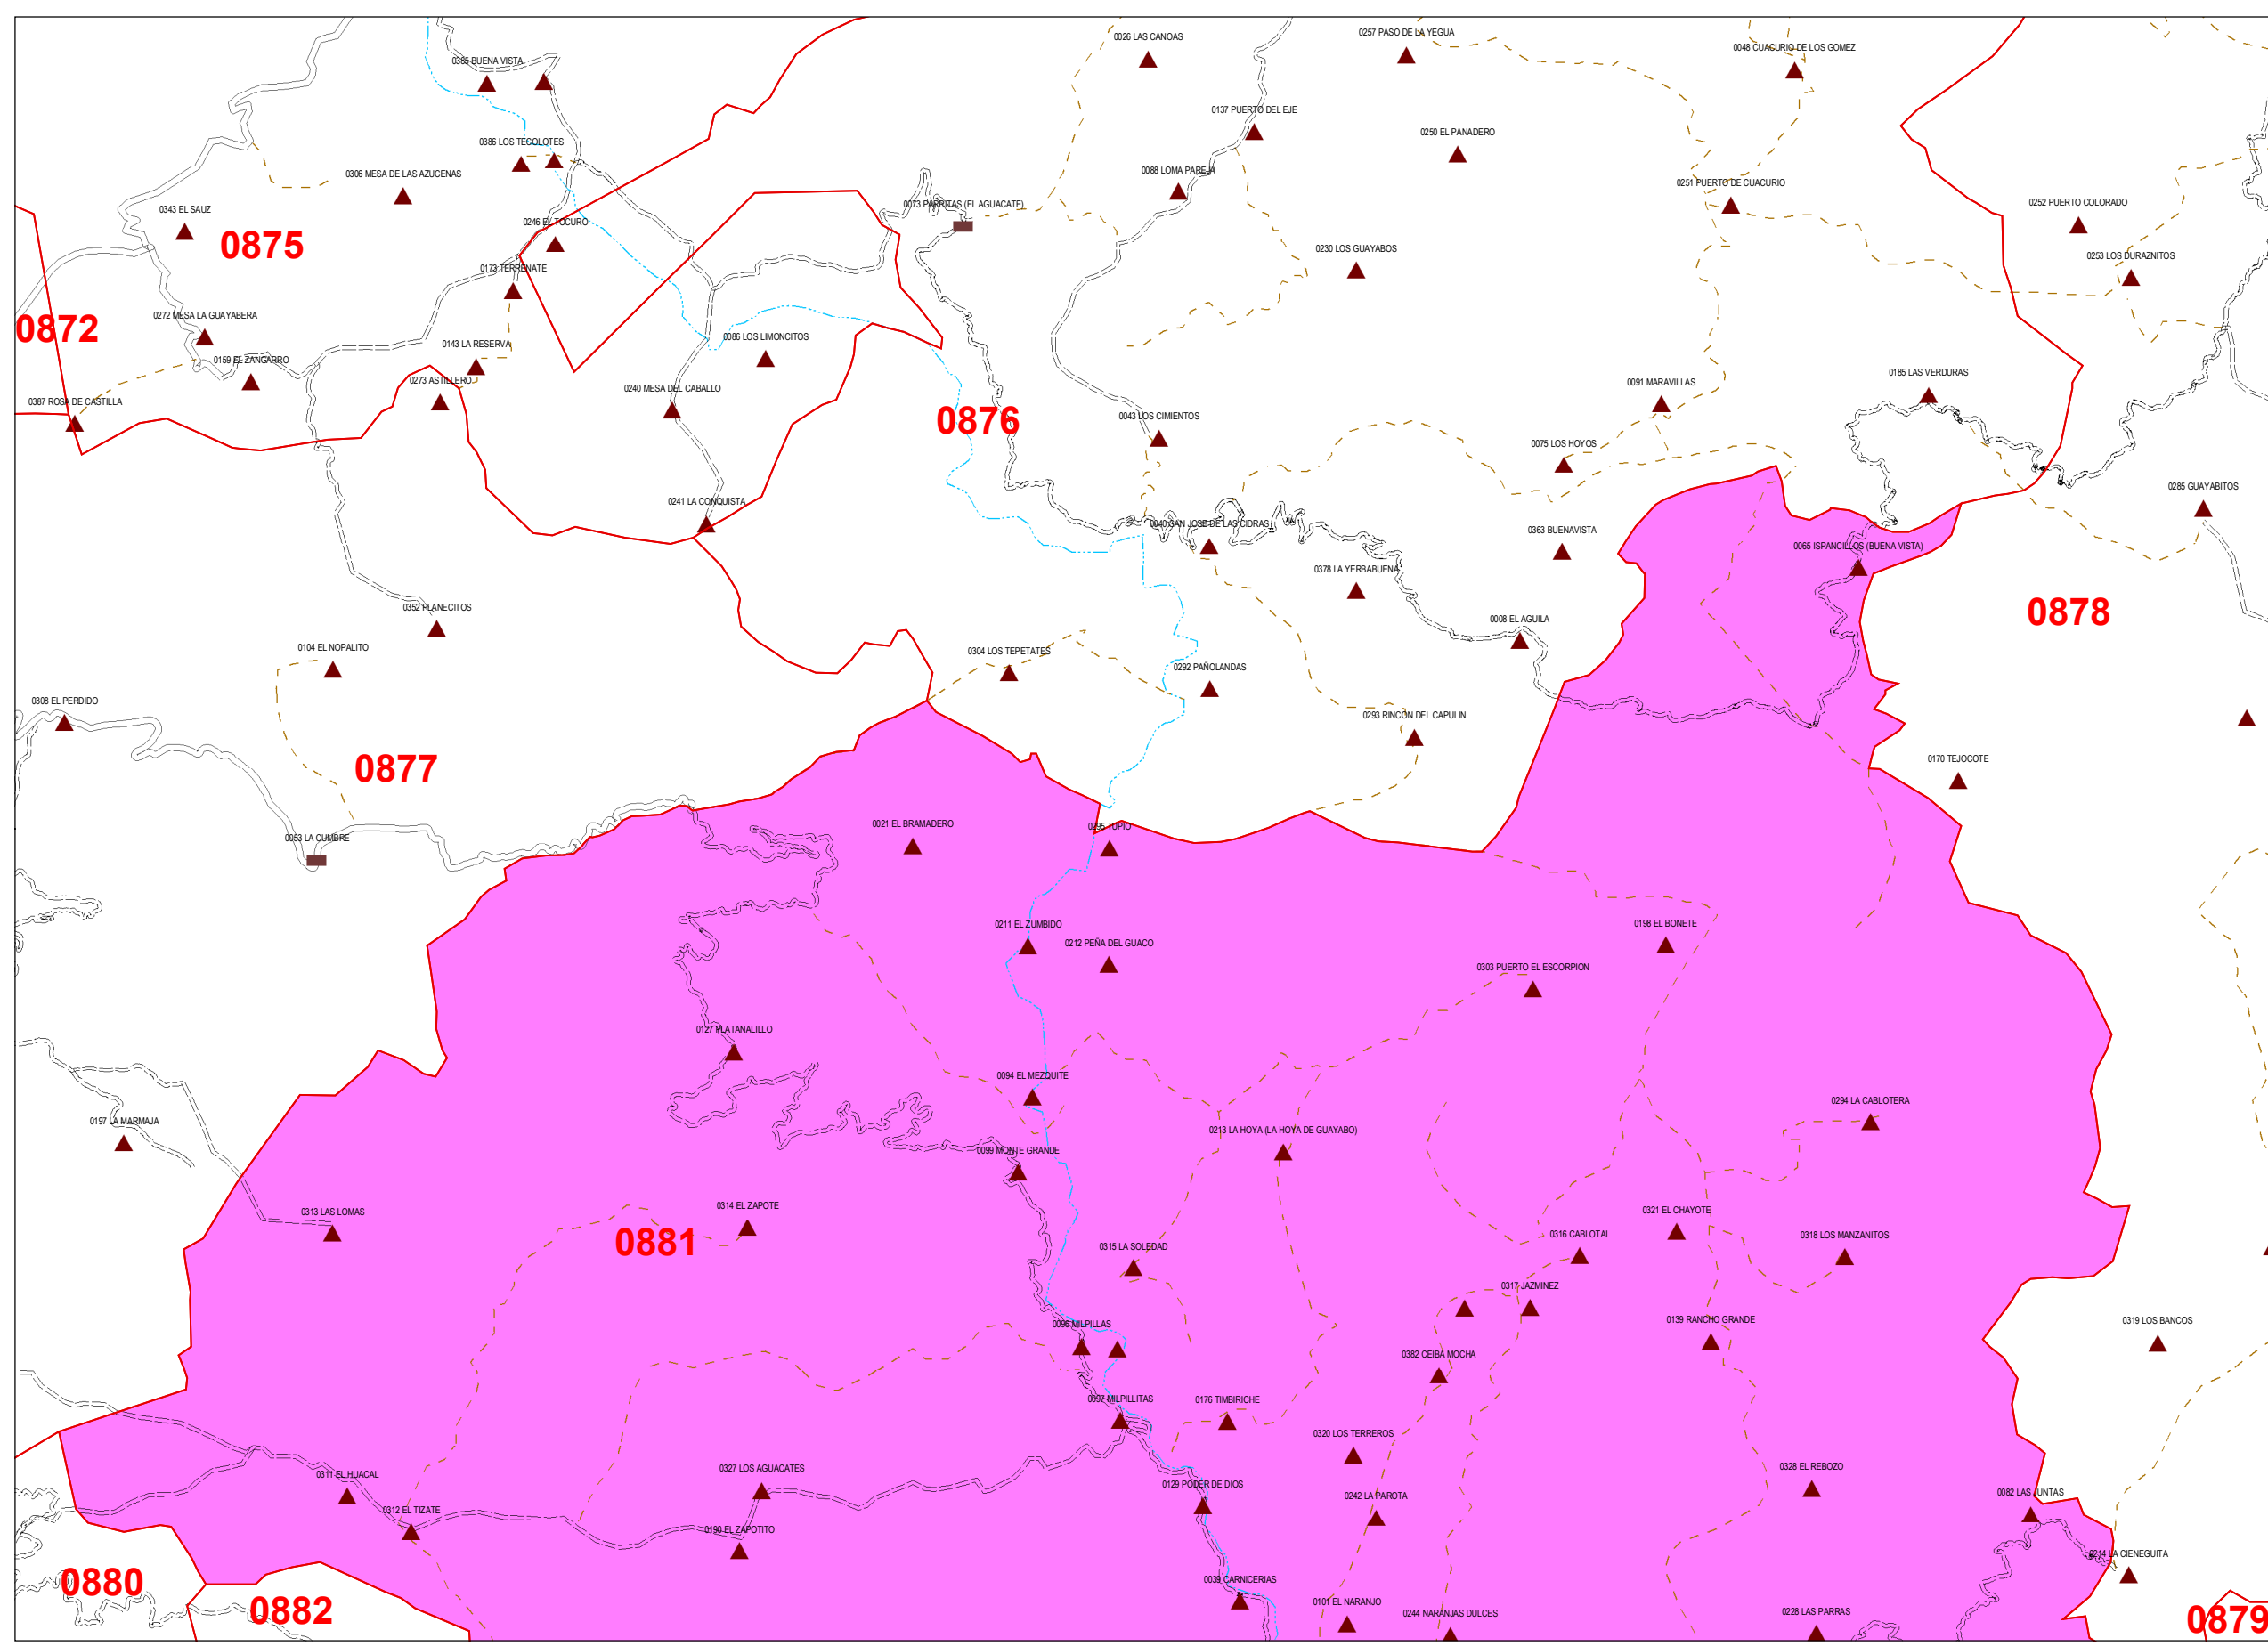 0026 LAS CANOAS
0257 PASO DE LA YEGUA
0048 CUACURIO DE LOS GOMEZ
0385 BUENA VISTA
0137 PUERTO DEL EJE
0250 EL PANADERO
0386 LOS TECOLOTES
0306 MESA DE LAS AZUCENAS
0088 LOMA PAREJA
0251 PUERTO DE CUACURIO
0343 EL SAUZ
0073 PARRITAS (EL AGUACATE)
0252 PUERTO COLORADO
0875
0246 EL TOCURO
0230 LOS GUAYABOS
0253 LOS DURAZNITOS
0173 TERRENATE
0872
0272 MESA LA GUAYABERA
0086 LOS LIMONCITOS
0143 LA RESERVA
0159 EL ZANGARRO
0273 ASTILLERO
0240 MESA DEL CABALLO
0091 MARAVILLAS
0185 LAS VERDURAS
0387 ROSA DE CASTILLA
0876
0043 LOS CIMIENTOS
0075 LOS HOYOS
0241 LA CONQUISTA
0285 GUAYABITOS
0040 SAN JOSE DE LAS CIDRAS
0363 BUENAVISTA
0065 ISPANCILLOS (BUENA VISTA)
0378 LA YERBABUENA
0352 PLANECITOS
0878
0008 EL AGUILA
0104 EL NOPALITO
0304 LOS TEPETATES
0292 PAÑOLANDAS
0308 EL PERDIDO
0293 RINCON DEL CAPULIN
0877
0170 TEJOCOTE
0053 LA CUMBRE
0021 EL BRAMADERO
0295 TUPIO
0211 EL ZUMBIDO
0212 PEÑA DEL GUACO
0198 EL BONETE
0303 PUERTO EL ESCORPION
0127 PLATANALILLO
0094 EL MEZQUITE
0294 LA CABLOTERA
0197 LA MARMAJA
0213 LA HOYA (LA HOYA DE GUAYABO)
0099 MONTE GRANDE
0313 LAS LOMAS
0314 EL ZAPOTE
0321 EL CHAYOTE
0881
0315 LA SOLEDAD
0316 CABLOTAL
0318 LOS MANZANITOS
0317 JAZMINEZ
0096 MILPILLAS
0139 RANCHO GRANDE
0319 LOS BANCOS
0382 CEIBA MOCHA
0097 MILPILLITAS
0176 TIMBIRICHE
0320 LOS TERREROS
0311 EL HUACAL
0327 LOS AGUACATES
0328 EL REBOZO
0129 PODER DE DIOS
0082 LAS JUNTAS
0312 EL TIZATE
0242 LA PAROTA
0190 EL ZAPOTITO
0214 LA CIENEGUITA
0880
0039 CARNICERIAS
0882
0101 EL NARANJO
0244 NARANJAS DULCES
0228 LAS PARRAS
0879